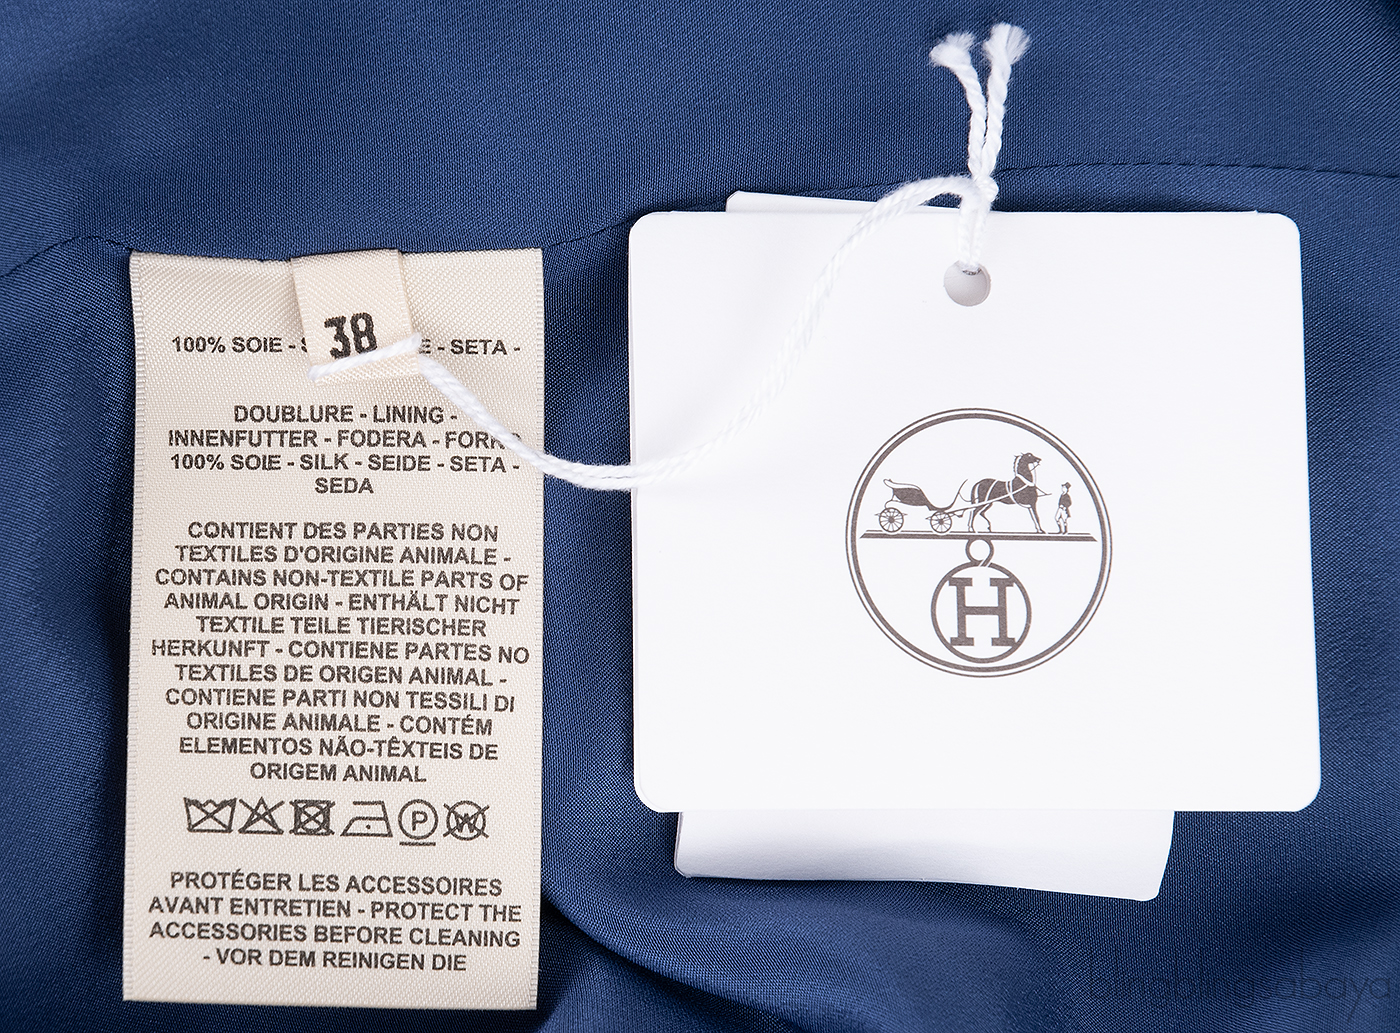 38
100% SOIE - - SETA -
DOUBLURE - LINING -
INNENFUTTER - FODERA -
100% SOIE - SILK - SEIDE - SETA -
SEDA
CONTIENT DES PARTIES NON
TEXTILES D'ORIGINE ANIMALE -
CONTAINS NON-TEXTILE PARTS OF
ANIMAL ORIGIN - ENTHÄLT NICHT
TEXTILE TEILE TIERISCHER
HERKUNFT - CONTIENE PARTES NO
TEXTILES DE ORIGEN ANIMAL -
CONTIENE PARTI NON TESSILI DI
ORIGINE ANIMALE - CONTÉM
ELEMENTOS NÃO-TÊXTEIS DE
ORIGEM ANIMAL
P W
PROTÉGER LES ACCESSOIRES
AVANT ENTRETIEN - PROTECT THE
ACCESSORIES BEFORE CLEANING
- VOR DEM REINIGEN DIE
H